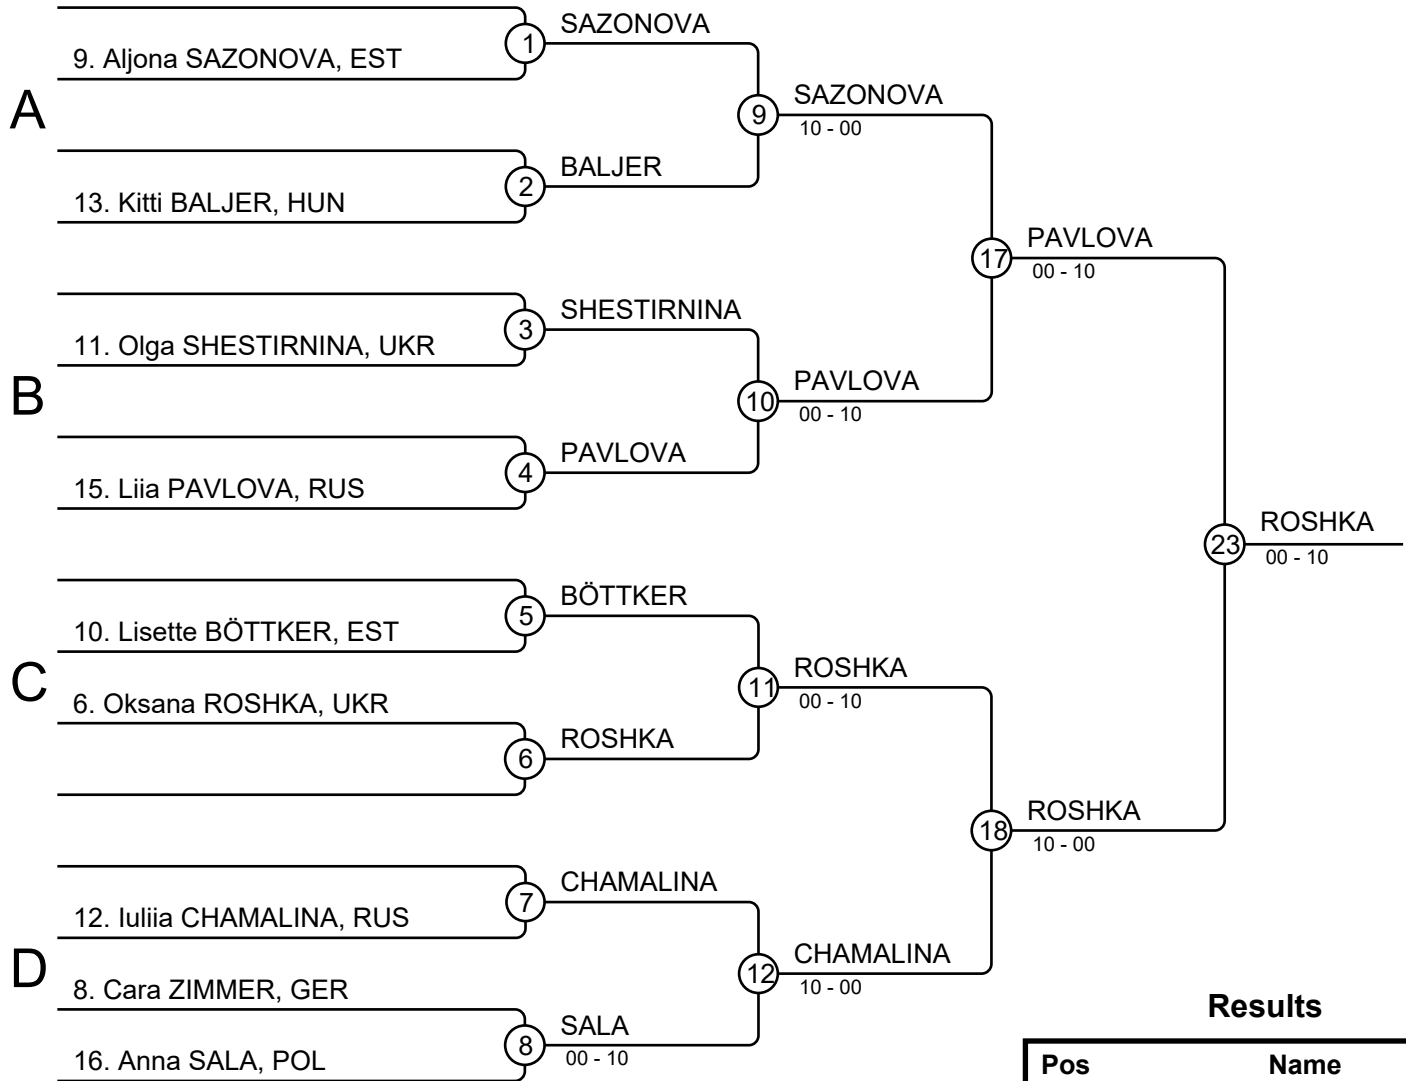 SAZONOVA
1
9. Aljona SAZONOVA, EST
A
SAZONOVA
9
10 - 00
BALJER
2
13. Kitti BALJER, HUN
PAVLOVA
17
00 - 10
SHESTIRNINA
3
11. Olga SHESTIRNINA, UKR
B
PAVLOVA
10
00 - 10
PAVLOVA
4
15. Liia PAVLOVA, RUS
ROSHKA
23
00 - 10
BÖTTKER
5
10. Lisette BÖTTKER, EST
C
ROSHKA
11
00 - 10
6. Oksana ROSHKA, UKR
ROSHKA
6
ROSHKA
18
10 - 00
CHAMALINA
7
12. Iuliia CHAMALINA, RUS
D
CHAMALINA
12
10 - 00
8. Cara ZIMMER, GER
SALA
8
00 - 10
16. Anna SALA, POL
Results
Pos Name